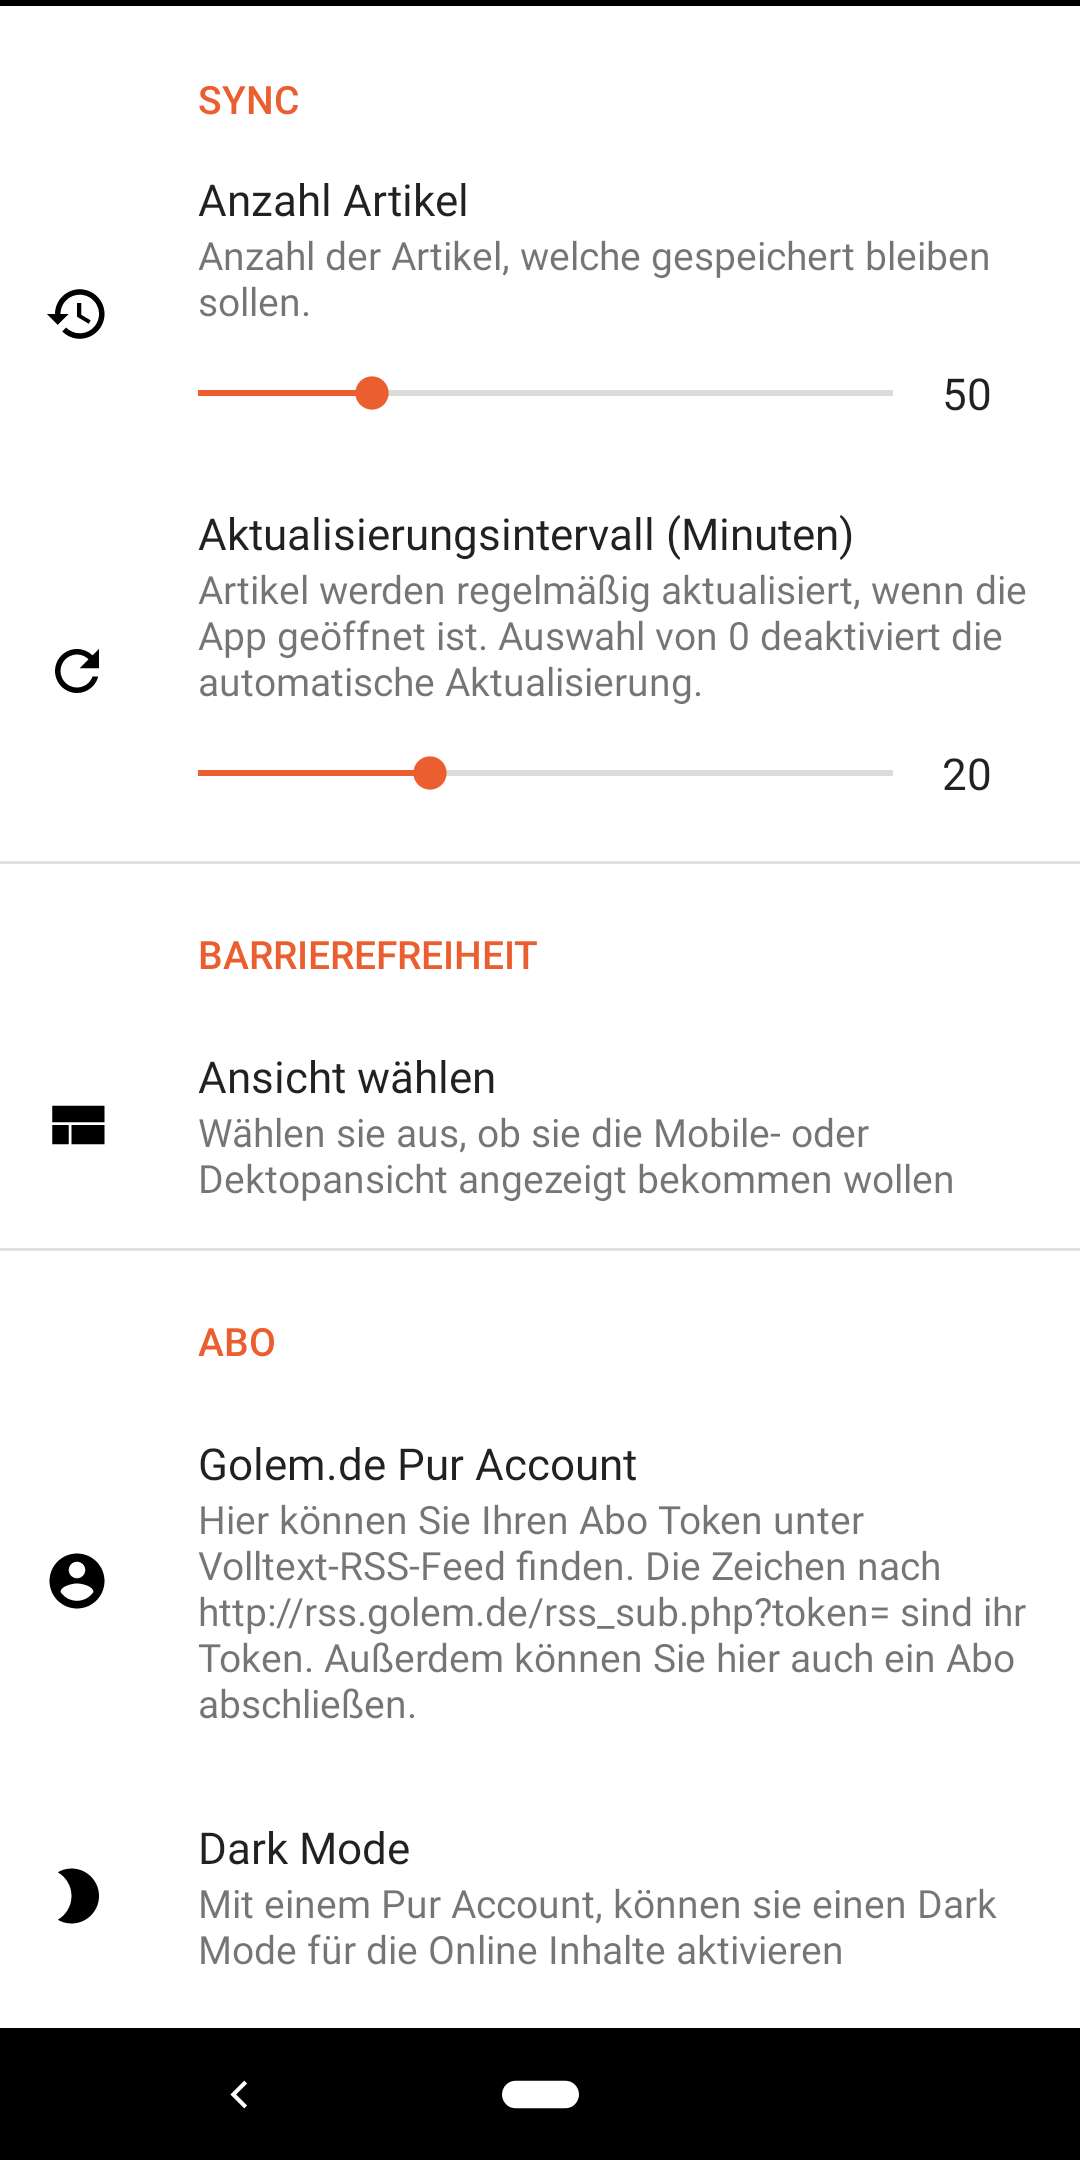 SYNC
Anzahl Artikel
Anzahl der Artikel, welche gespeichert bleiben
sollen.
50
Aktualisierungsintervall (Minuten)
Artikel werden regelmäßig aktualisiert, wenn die
App geöffnet ist. Auswahl von 0 deaktiviert die
automatische Aktualisierung.
20
BARRIEREFREIHEIT
Ansicht wählen
Wählen sie aus, ob sie die Mobile- oder
Dektopansicht angezeigt bekommen wollen
ABO
Golem.de Pur Account
Hier können Sie Ihren Abo Token unter
Volltext-RSS-Feed finden. Die Zeichen nach
http://rss.golem.de/rss_sub.php?token= sind ihr
Token. Außerdem können Sie hier auch ein Abo
abschließen.
Dark Mode
Mit einem Pur Account, können sie einen Dark
Mode für die Online Inhalte aktivieren